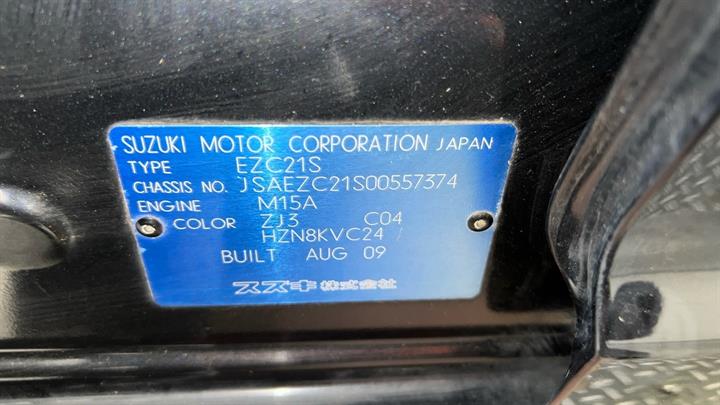 SUZUKI MOTOR CORPORATION JAPAN
TYPE EZC21S
CHASSIS NO. JSAEZC21S00557374
ENGINE M15A
COLOR ZJ3 C04
HZN8KVC24
BUILT AUG 09
スズキ株式会社